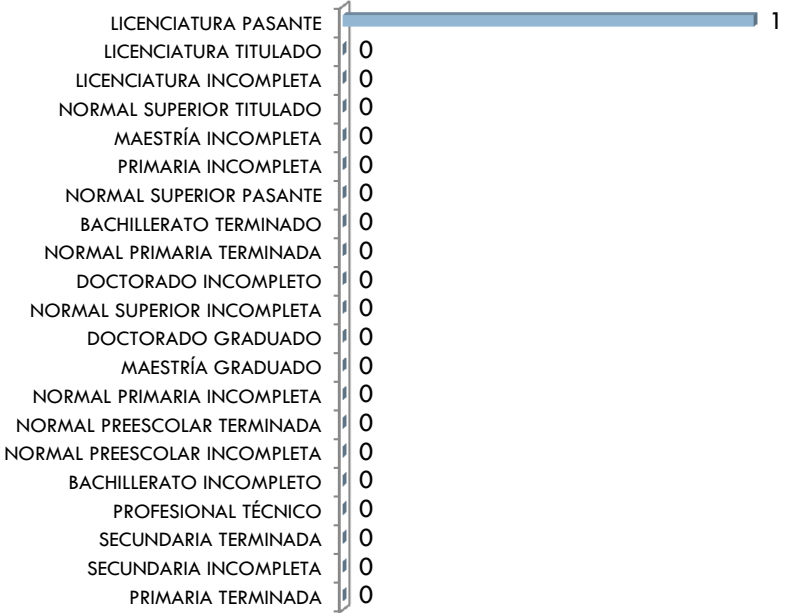 LICENCIATURA PASANTE 1
LICENCIATURA TITULADO 0
LICENCIATURA INCOMPLETA 0
NORMAL SUPERIOR TITULADO 0
MAESTRÍA INCOMPLETA 0
PRIMARIA INCOMPLETA 0
NORMAL SUPERIOR PASANTE 0
BACHILLERATO TERMINADO 0
NORMAL PRIMARIA TERMINADA 0
DOCTORADO INCOMPLETO 0
NORMAL SUPERIOR INCOMPLETA 0
DOCTORADO GRADUADO 0
MAESTRÍA GRADUADO 0
NORMAL PRIMARIA INCOMPLETA 0
NORMAL PREESCOLAR TERMINADA 0
NORMAL PREESCOLAR INCOMPLETA 0
BACHILLERATO INCOMPLETO 0
PROFESIONAL TÉCNICO 0
SECUNDARIA TERMINADA 0
SECUNDARIA INCOMPLETA 0
PRIMARIA TERMINADA 0